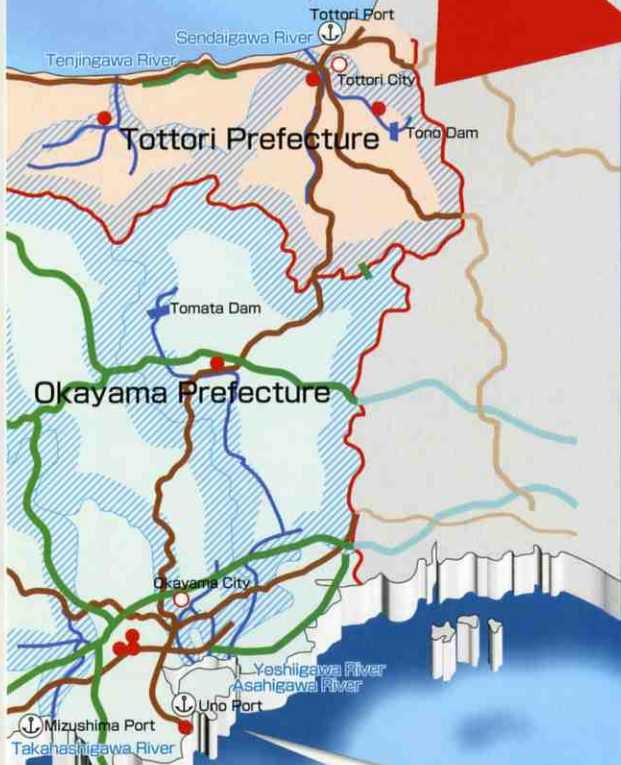 Tottori Port
Sendaigawa River
Tenjingawa River
Tottori City
Tottori Prefecture
Tono Dam
Tomata Dam
Okayama Prefecture
Okayama City
Yoshiigawa River
Asahigawa River
Uno Port
Mizushima Port
Takahashigawa River